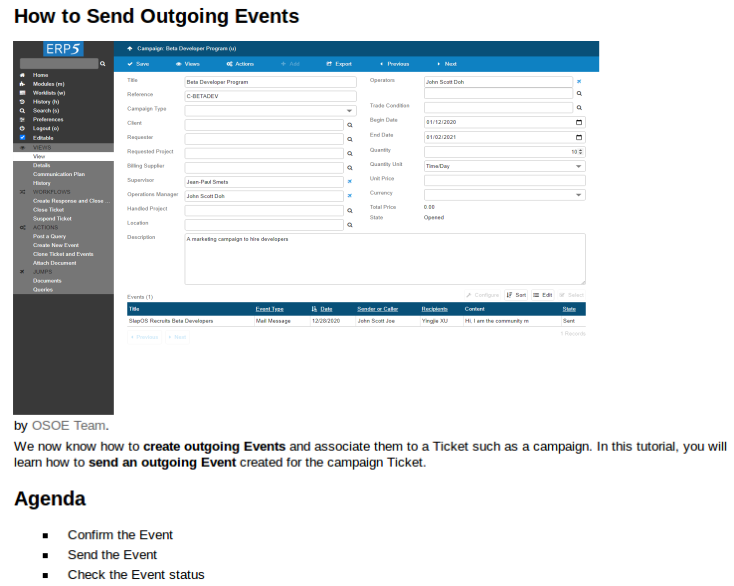 How to Send Outgoing Events
ERP5
Campaign: Beta Developer Program (u)
Save Views Actions Add Export Previous Next
Home
Modules (m)
Worklists (w)
History (h)
Search (s)
Preferences
Logout (o)
Editable
VIEWS
View
Details
Communication Plan
History
WORKFLOWS
Create Response and Close ...
Close Ticket
Suspend Ticket
ACTIONS
Post a Query
Create New Event
Clone Ticket and Events
Attach Document
JUMPS
Documents
Queries
Title Beta Developer Program
Reference C-BETADEV
Campaign Type
Client
Requester
Requested Project
Billing Supplier
Supervisor Jean-Paul Smets
Operations Manager John Scott Doh
Handled Project
Location
Operators John Scott Doh
Trade Condition
Begin Date 01/12/2020
End Date 01/02/2021
Quantity 10
Quantity Unit Time/Day
Unit Price
Currency
Total Price 0.00
State Opened
Description A marketing campaign to hire developers
Events (1) Configure Sort Edit Select
Title Event Type Date Sender or Caller Recipients Content State
SlapOS Recruits Beta Developers Mail Message 12/28/2020 John Scott Joe Yingjie XU Hi, I am the community m Sent
Previous Next 1 Records
by OSOE Team.
We now know how to create outgoing Events and associate them to a Ticket such as a campaign. In this tutorial, you will
learn how to send an outgoing Event created for the campaign Ticket.
Agenda
▪ Confirm the Event
▪ Send the Event
▪ Check the Event status